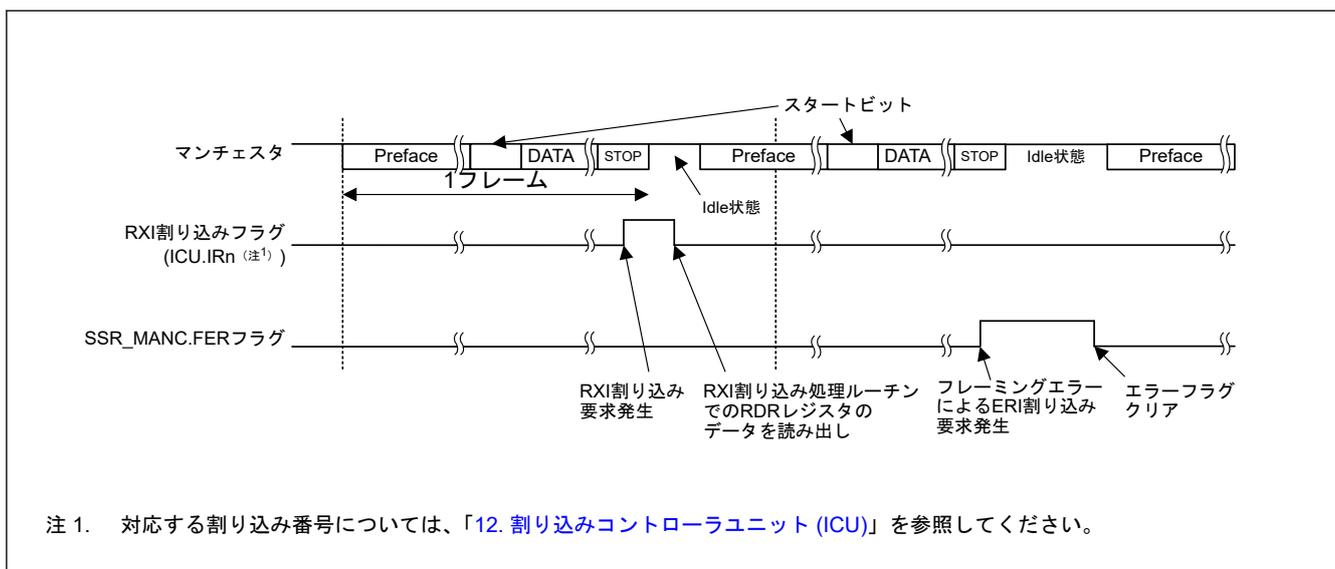 スタートビット
マンチェスタ
Preface
DATA
STOP
Preface
DATA
STOP
Idle状態
Preface
1フレーム
Idle状態
RXI割り込みフラグ
(ICU.IRn（注1）)
SSR_MANC.FERフラグ
RXI割り込み
要求発生
RXI割り込み処理ルーチン
でのRDRレジスタの
データを読み出し
フレーミングエラー
によるERI割り込み
要求発生
エラーフラグ
クリア
注 1. 対応する割り込み番号については、「12. 割り込みコントローラユニット (ICU)」を参照してください。